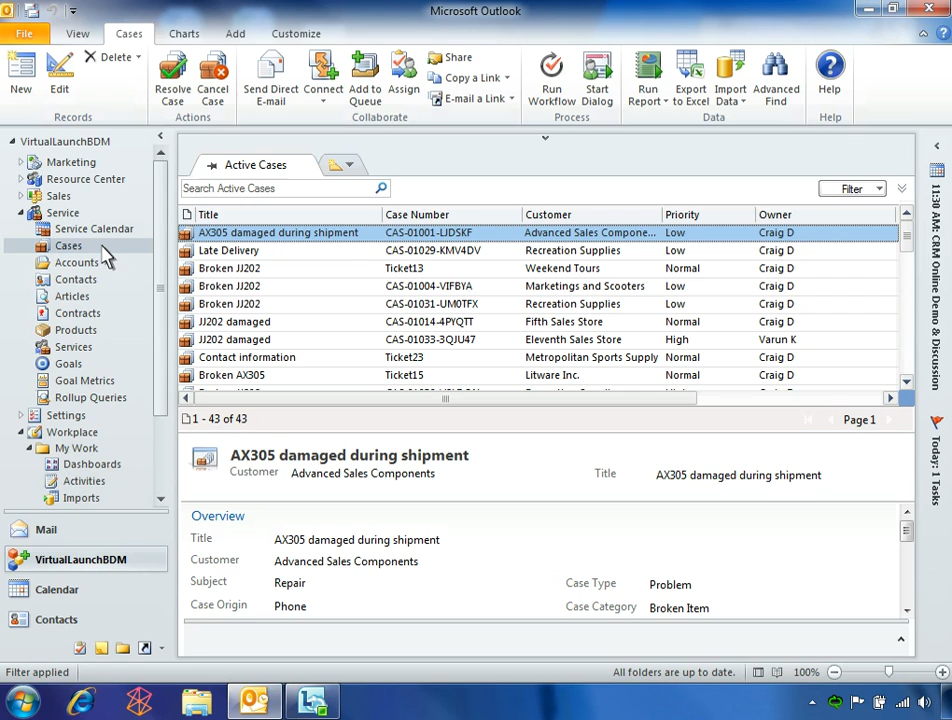 Microsoft Outlook
File View Cases Charts Add Customize
New Edit Delete
Resolve Case Cancel Case
Send Direct E-mail Connect Add to Queue Assign
Share
Copy a Link
E-mail a Link
Run Workflow Start Dialog
Run Report Export to Excel Import Data Advanced Find
Help
Records Actions Collaborate Process Data Help
VirtualLaunchBDM
Marketing
Resource Center
Sales
Service
Service Calendar
Cases
Accounts
Contacts
Articles
Contracts
Products
Services
Goals
Goal Metrics
Rollup Queries
Settings
Workplace
My Work
Dashboards
Activities
Imports
Mail
VirtualLaunchBDM
Calendar
Contacts
Active Cases
Search Active Cases Filter
Title Case Number Customer Priority Owner
AX305 damaged during shipment CAS-01001-LJDSKF Advanced Sales Compone... Low Craig D
Late Delivery CAS-01029-KMV4DV Recreation Supplies Low Craig D
Broken JJ202 Ticket13 Weekend Tours Normal Craig D
Broken JJ202 CAS-01004-VIFBYA Marketings and Scooters Low Craig D
Broken JJ202 CAS-01031-UM0TFX Recreation Supplies Low Craig D
JJ202 damaged CAS-01014-4PYQTT Fifth Sales Store Normal Craig D
JJ202 damaged CAS-01033-3QJU47 Eleventh Sales Store Normal Varun K
Contact information Ticket23 Metropolitan Sports Supply Normal Craig D
Broken AX305 Ticket15 Litware Inc. Normal Craig D
1 - 43 of 43 Page 1
AX305 damaged during shipment
Customer Advanced Sales Components Title AX305 damaged during shipment
Overview
Title AX305 damaged during shipment
Customer Advanced Sales Components
Subject Repair Case Type Problem
Case Origin Phone Case Category Broken Item
11:30 AM: CRM Online Demo & Discussion
Today: 1 Tasks
Filter applied All folders are up to date. 100%